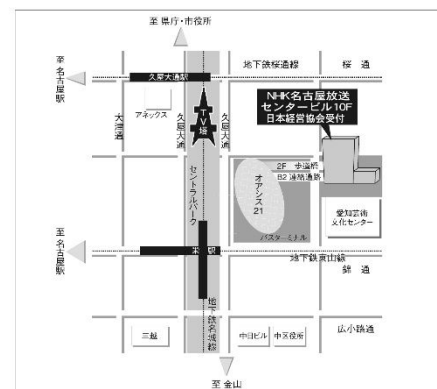 至 県庁・市役所
至 名古屋駅
地下鉄桜通線
桜 通
久屋大通駅
NHK名古屋放送
センタービル10F
日本経営協会受付
アネックス
大津通
久屋大通
TV塔
久屋大通
2F 歩道橋
B2 連絡通路
オアシス
21
セントラルパーク
愛知芸術
文化センター
バスターミナル
至 名古屋駅
栄 駅
地下鉄東山線
錦 通
地下鉄名城線
三越
中日ビル
中区役所
広小路通
至 金山